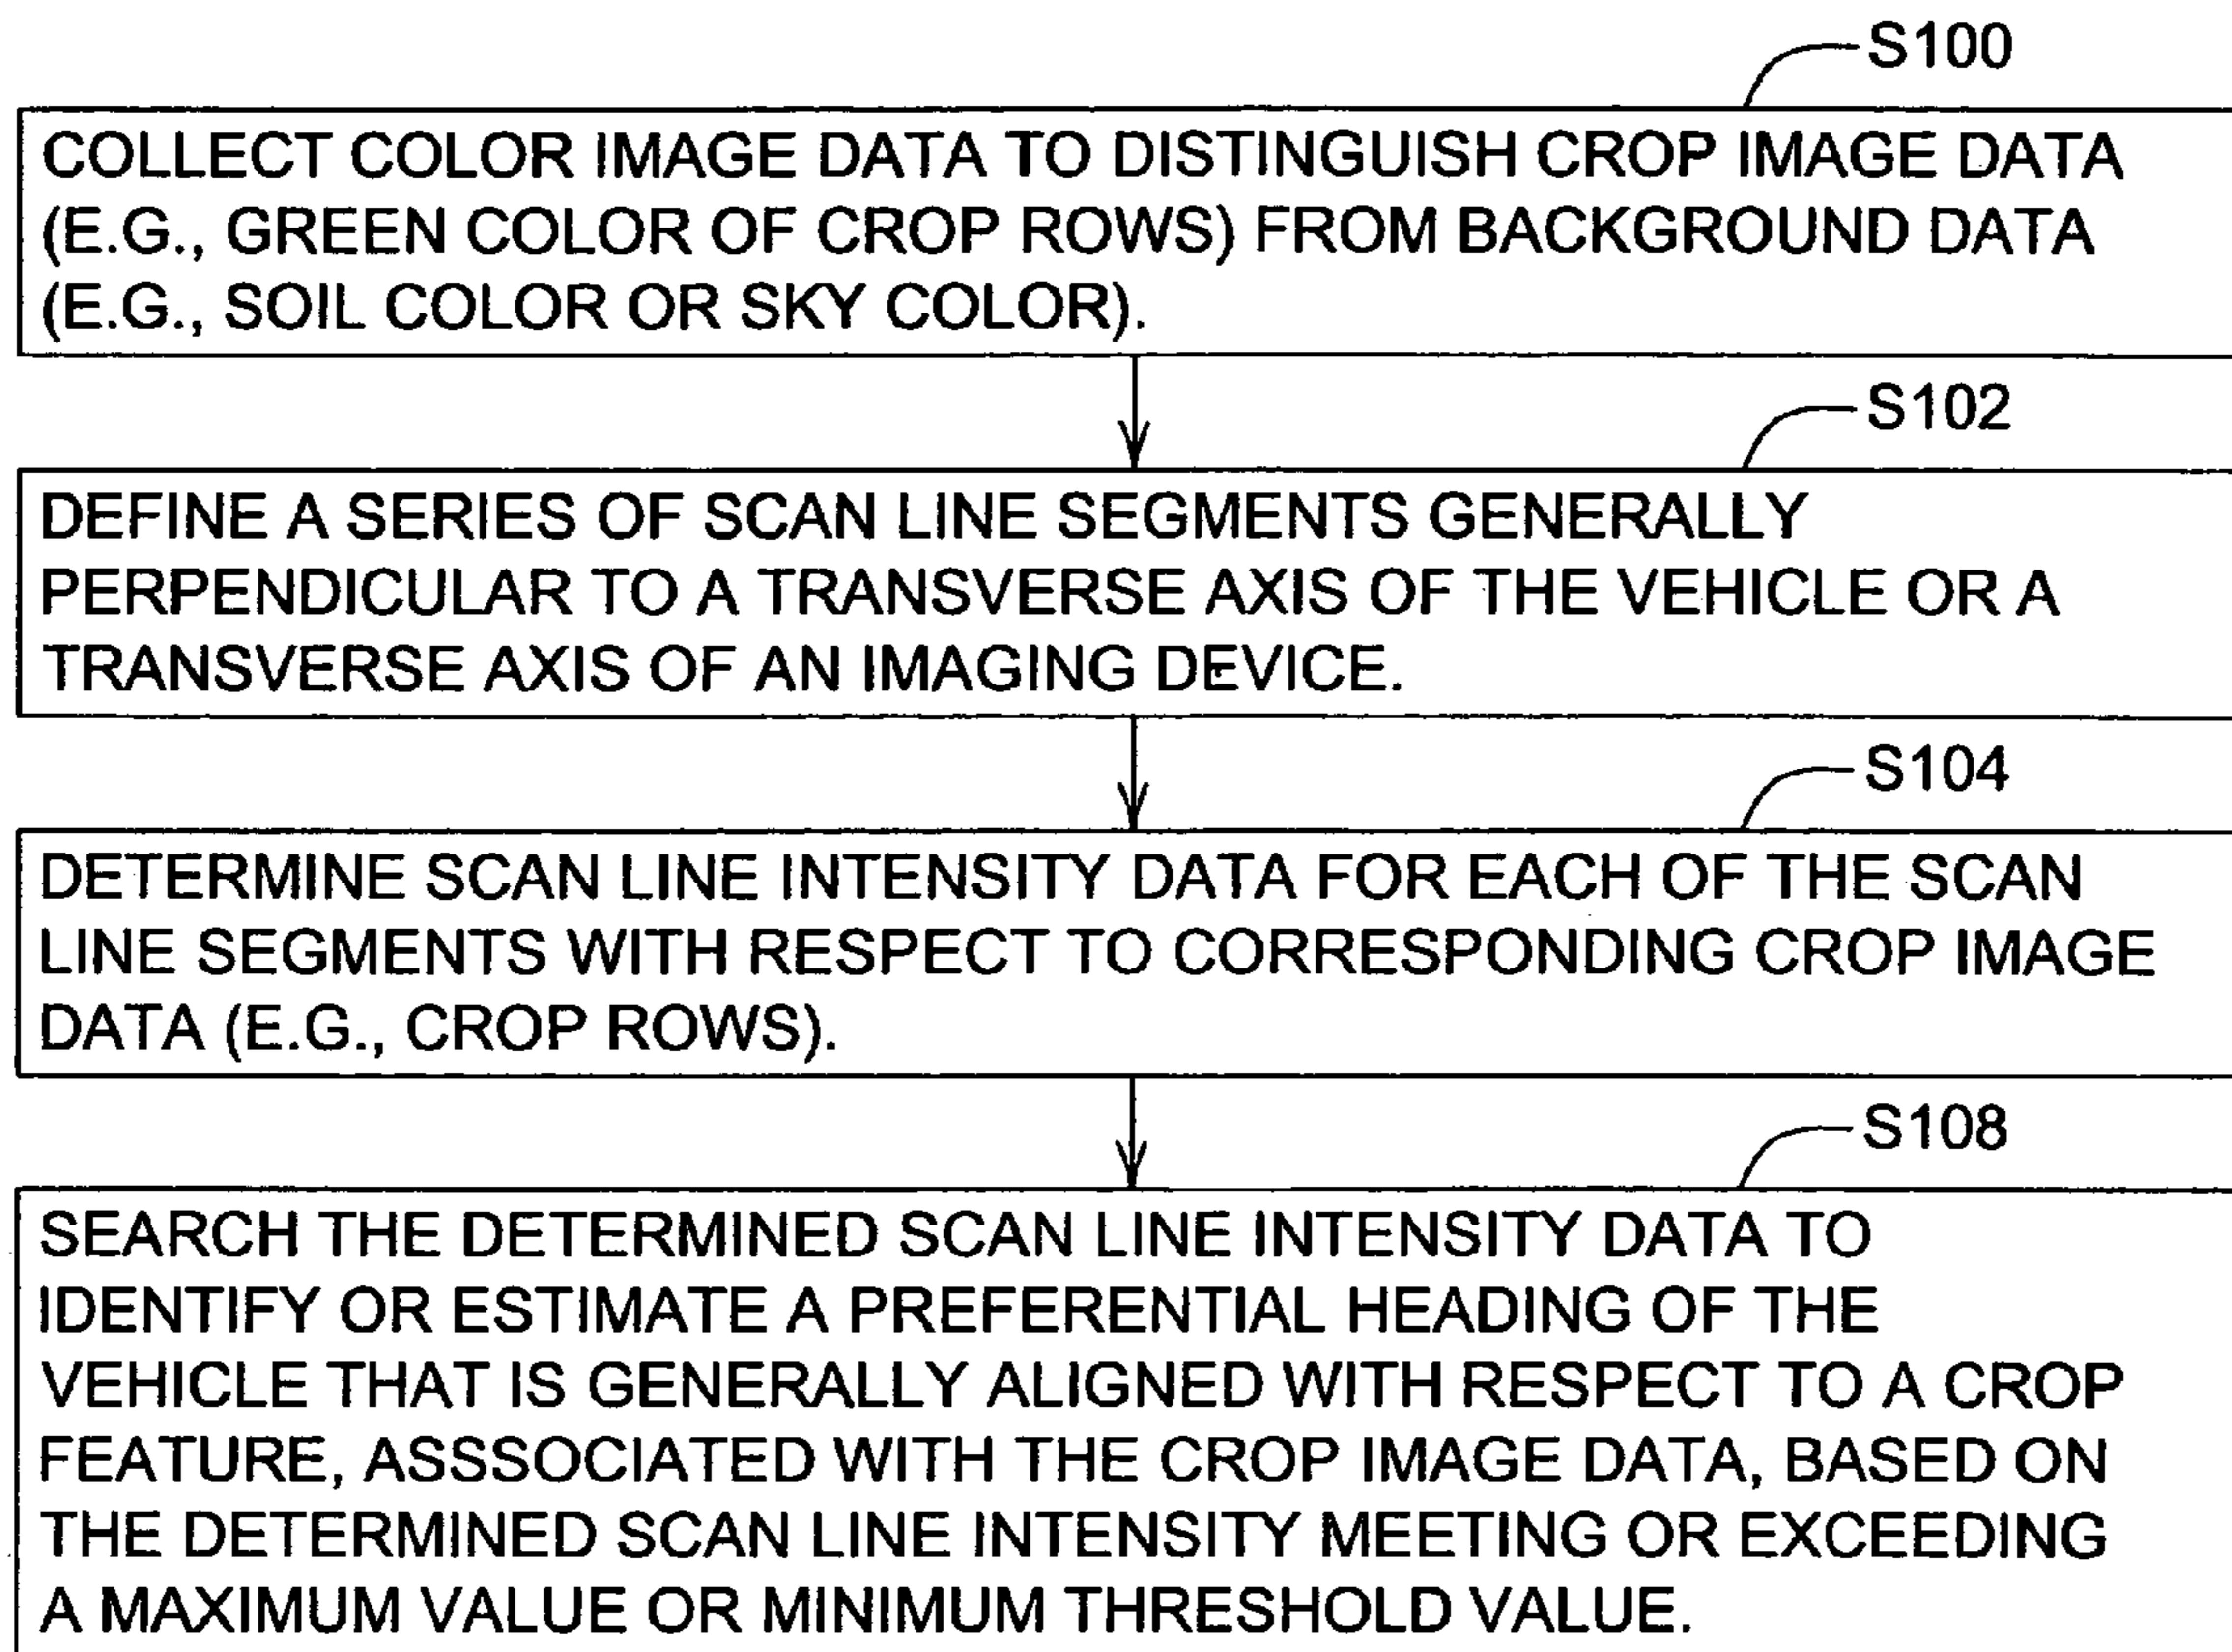 S100
COLLECT COLOR IMAGE DATA TO DISTINGUISH CROP IMAGE DATA
(E.G., GREEN COLOR OF CROP ROWS) FROM BACKGROUND DATA
(E.G., SOIL COLOR OR SKY COLOR).
S102
DEFINE A SERIES OF SCAN LINE SEGMENTS GENERALLY
PERPENDICULAR TO A TRANSVERSE AXIS OF THE VEHICLE OR A
TRANSVERSE AXIS OF AN IMAGING DEVICE.
S104
DETERMINE SCAN LINE INTENSITY DATA FOR EACH OF THE SCAN
LINE SEGMENTS WITH RESPECT TO CORRESPONDING CROP IMAGE
DATA (E.G., CROP ROWS).
S108
SEARCH THE DETERMINED SCAN LINE INTENSITY DATA TO
IDENTIFY OR ESTIMATE A PREFERENTIAL HEADING OF THE
VEHICLE THAT IS GENERALLY ALIGNED WITH RESPECT TO A CROP
FEATURE, ASSSOCIATED WITH THE CROP IMAGE DATA, BASED ON
THE DETERMINED SCAN LINE INTENSITY MEETING OR EXCEEDING
A MAXIMUM VALUE OR MINIMUM THRESHOLD VALUE.